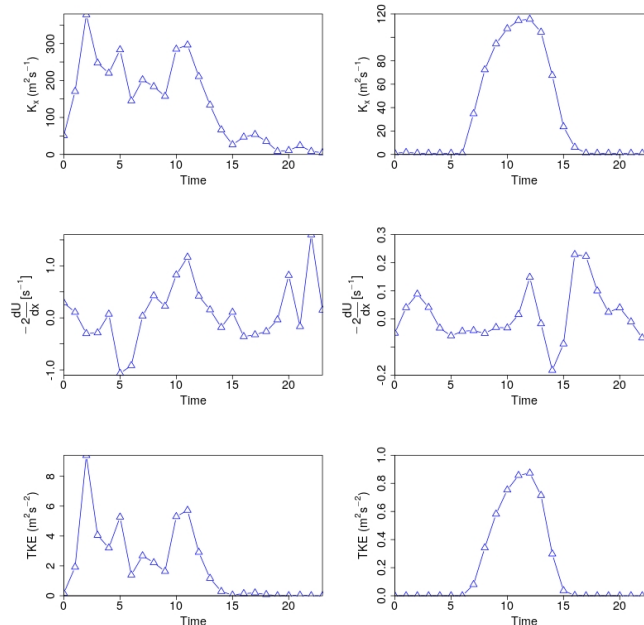 Kₓ (m²s⁻¹)
0 100 200 300
0 5 10 15 20
Time
Kₓ (m²s⁻¹)
0 20 40 60 80 120
0 5 10 15 20
Time
−2 dU/dx [s⁻¹]
-1.0 0.0 1.0
0 5 10 15 20
Time
−2 dU/dx [s⁻¹]
-0.2 0.0 0.1 0.2 0.3
0 5 10 15 20
Time
TKE (m²s⁻²)
0 2 4 6 8
0 5 10 15 20
Time
TKE (m²s⁻²)
0.0 0.2 0.4 0.6 0.8 1.0
0 5 10 15 20
Time